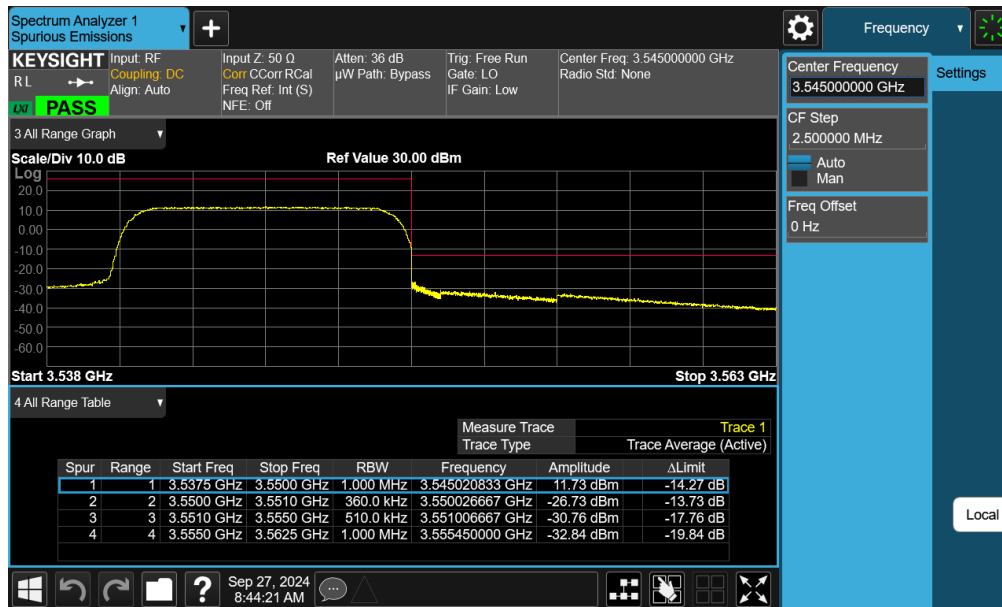 Spectrum Analyzer 1
Spurious Emissions
Frequency
KEYSIGHT
R L
LXI
PASS
Input: RF
Coupling: DC
Align: Auto
Input Z: 50 Ω
Corr CCorr RCal
Freq Ref: Int (S)
NFE: Off
Atten: 36 dB
µW Path: Bypass
Trig: Free Run
Gate: LO
IF Gain: Low
Center Freq: 3.545000000 GHz
Radio Std: None
Center Frequency
3.545000000 GHz
Settings
CF Step
2.500000 MHz
Auto
Man
Freq Offset
0 Hz
Local
3 All Range Graph
Scale/Div 10.0 dB
Ref Value 30.00 dBm
Log
20.0
10.0
0.00
-10.0
-20.0
-30.0
-40.0
-50.0
-60.0
Start 3.538 GHz
Stop 3.563 GHz
4 All Range Table
Measure Trace Trace 1
Trace Type Trace Average (Active)
Spur Range Start Freq Stop Freq RBW Frequency Amplitude ΔLimit
1 1 3.5375 GHz 3.5500 GHz 1.000 MHz 3.545020833 GHz 11.73 dBm -14.27 dB
2 2 3.5500 GHz 3.5510 GHz 360.0 kHz 3.550026667 GHz -26.73 dBm -13.73 dB
3 3 3.5510 GHz 3.5550 GHz 510.0 kHz 3.551006667 GHz -30.76 dBm -17.76 dB
4 4 3.5550 GHz 3.5625 GHz 1.000 MHz 3.555450000 GHz -32.84 dBm -19.84 dB
?
Sep 27, 2024
8:44:21 AM